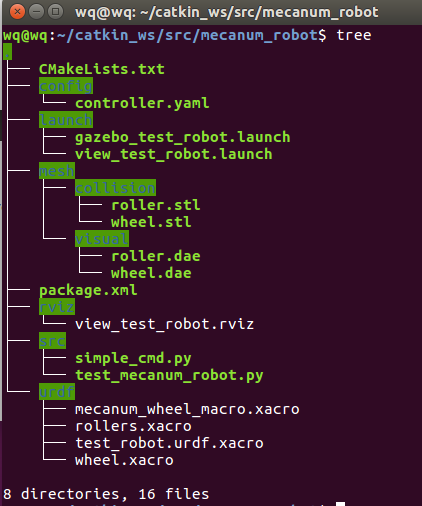 wq@wq: ~/catkin_ws/src/mecanum_robot
wq@wq:~/catkin_ws/src/mecanum_robot$ tree
.
├── CMakeLists.txt
├── config
│   └── controller.yaml
├── launch
│   ├── gazebo_test_robot.launch
│   └── view_test_robot.launch
├── mesh
│   ├── collision
│   │   ├── roller.stl
│   │   └── wheel.stl
│   └── visual
│       ├── roller.dae
│       └── wheel.dae
├── package.xml
├── rviz
│   └── view_test_robot.rviz
├── src
│   ├── simple_cmd.py
│   └── test_mecanum_robot.py
└── urdf
    ├── mecanum_wheel_macro.xacro
    ├── rollers.xacro
    ├── test_robot.urdf.xacro
    └── wheel.xacro
8 directories, 16 files